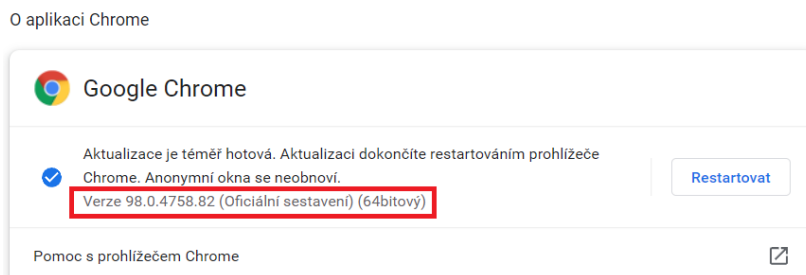 O aplikaci Chrome
Google Chrome
Aktualizace je téměř hotová. Aktualizaci dokončíte restartováním prohlížeče
Chrome. Anonymní okna se neobnoví.
Verze 98.0.4758.82 (Oficiální sestavení) (64bitový)
Restartovat
Pomoc s prohlížečem Chrome